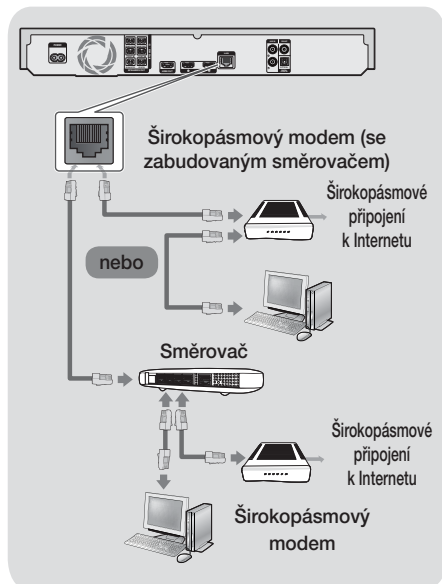 Širokopásmový modem (se
zabudovaným směrovačem)
Širokopásmové
připojení
k Internetu
nebo
Směrovač
Širokopásmové
připojení
k Internetu
Širokopásmový
modem